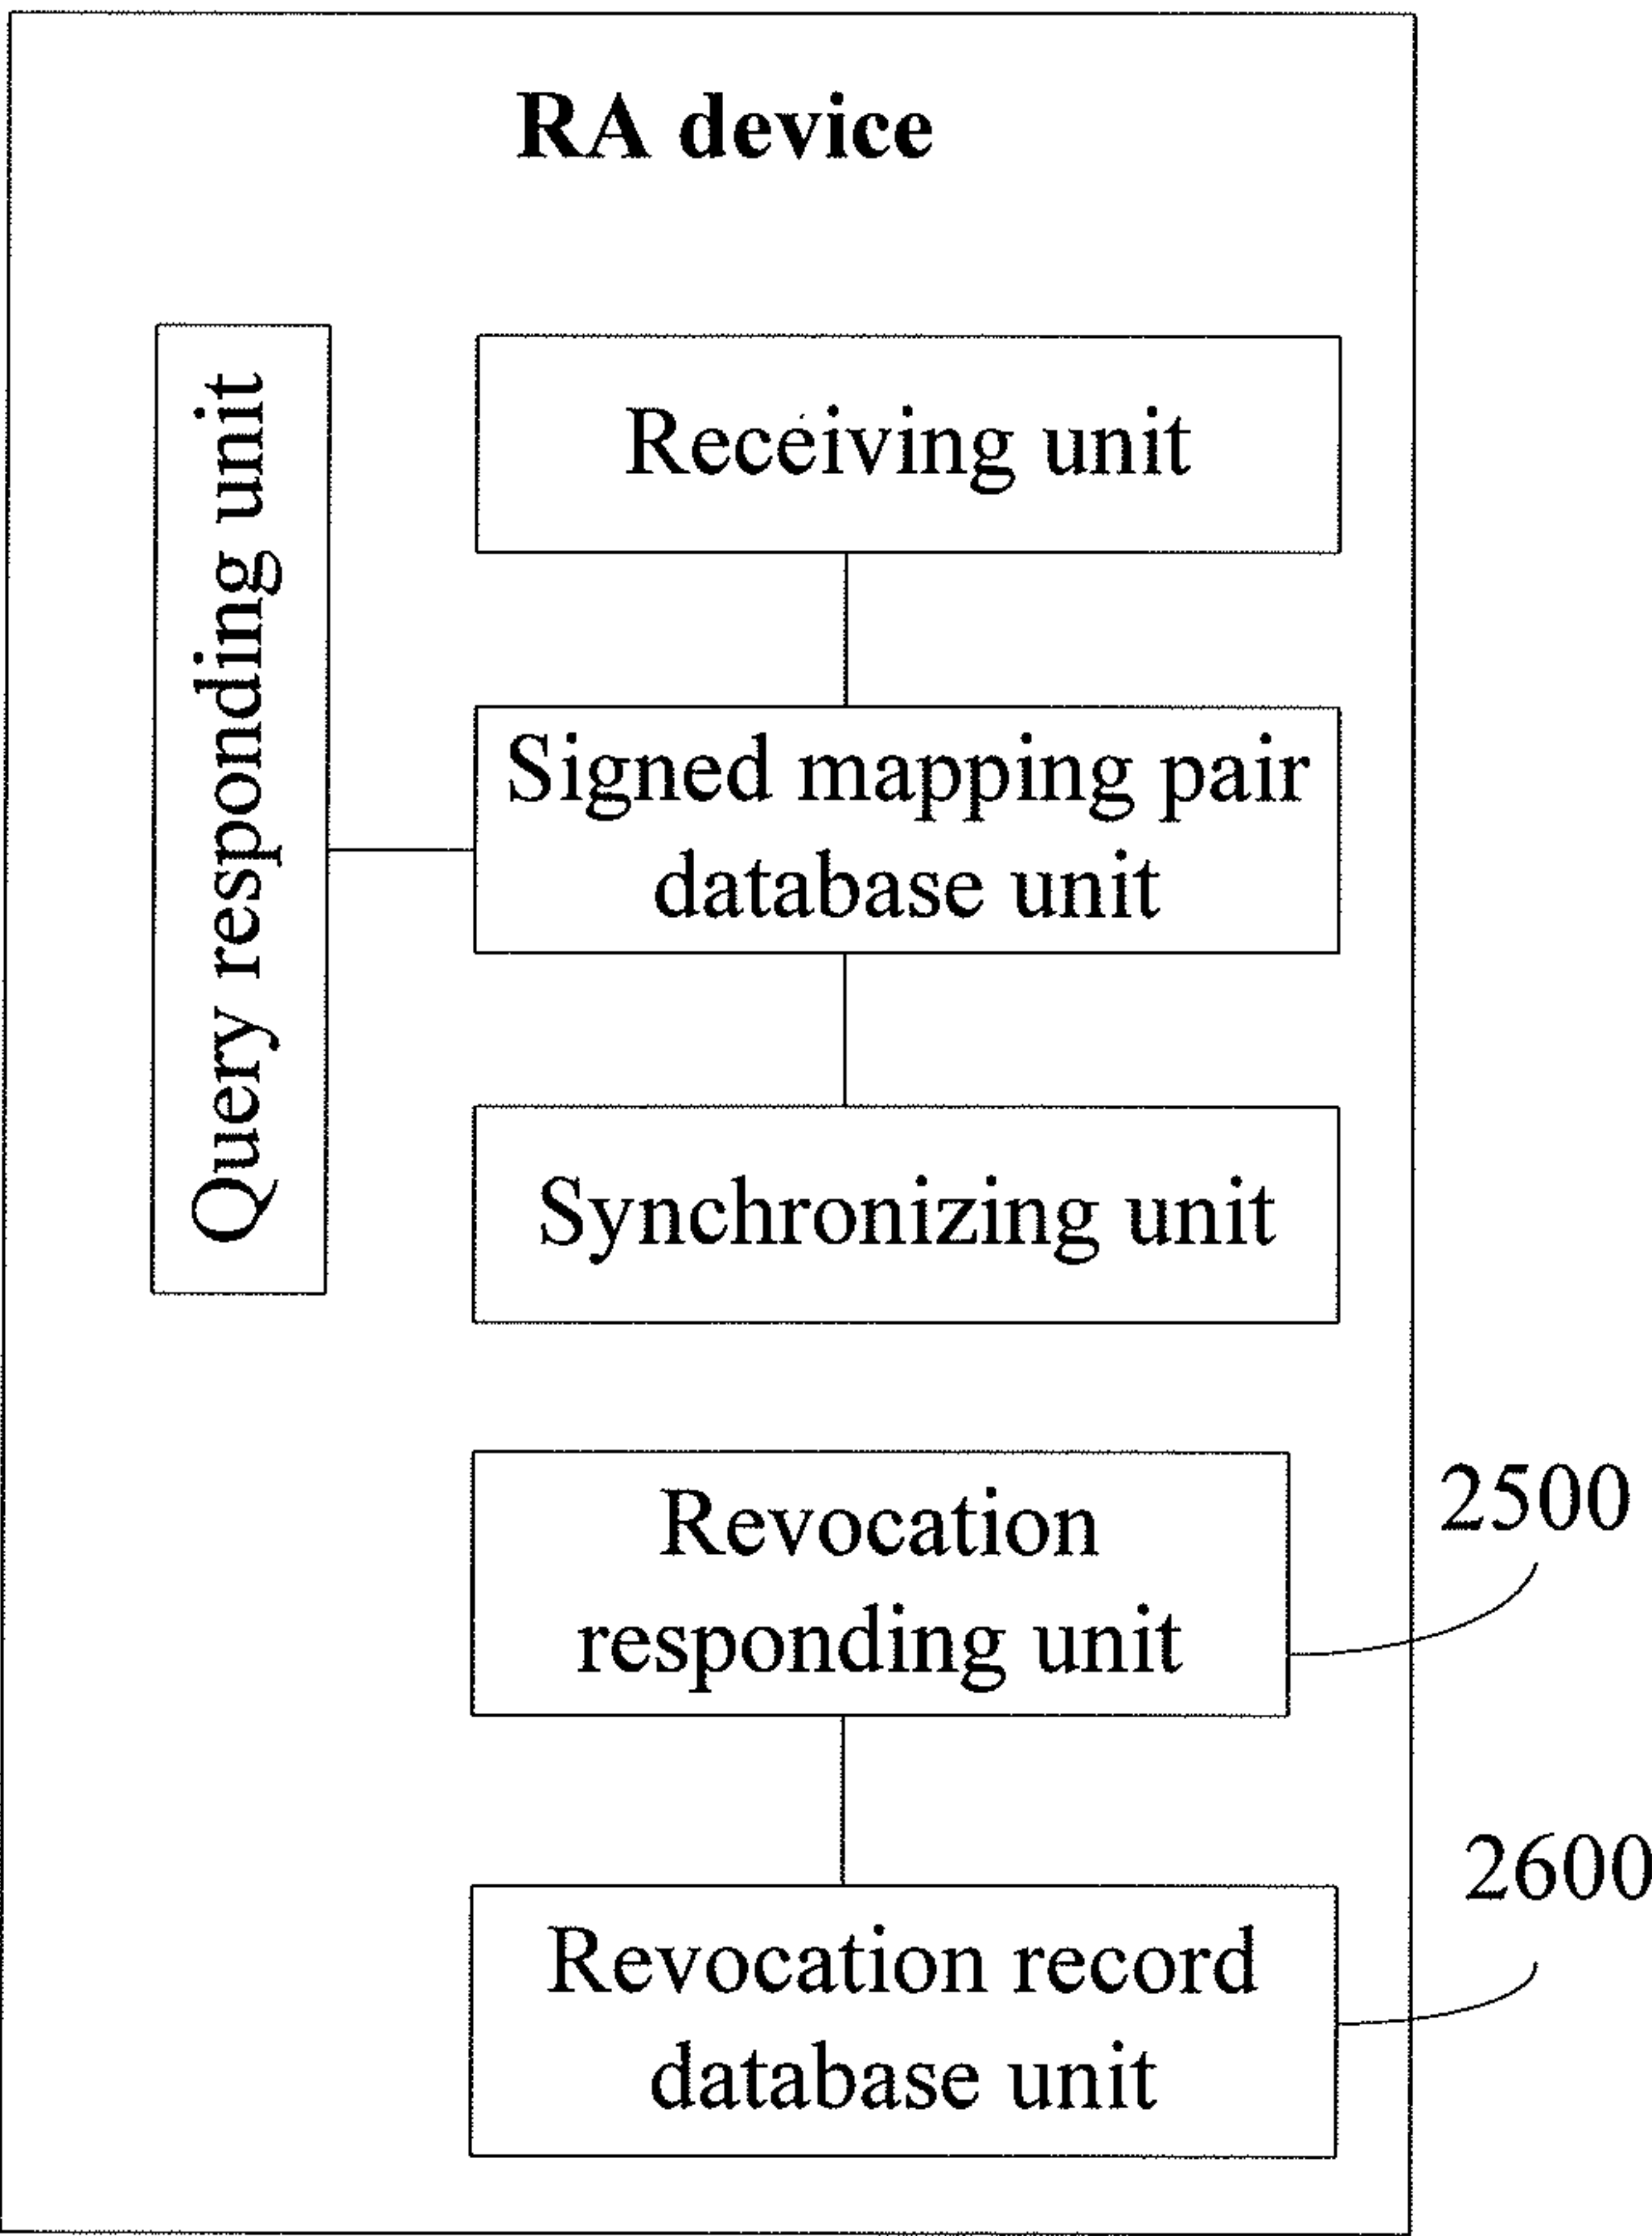 RA device
Query responding unit
Receiving unit
Signed mapping pair
database unit
Synchronizing unit
Revocation
responding unit
2500
Revocation record
database unit
2600